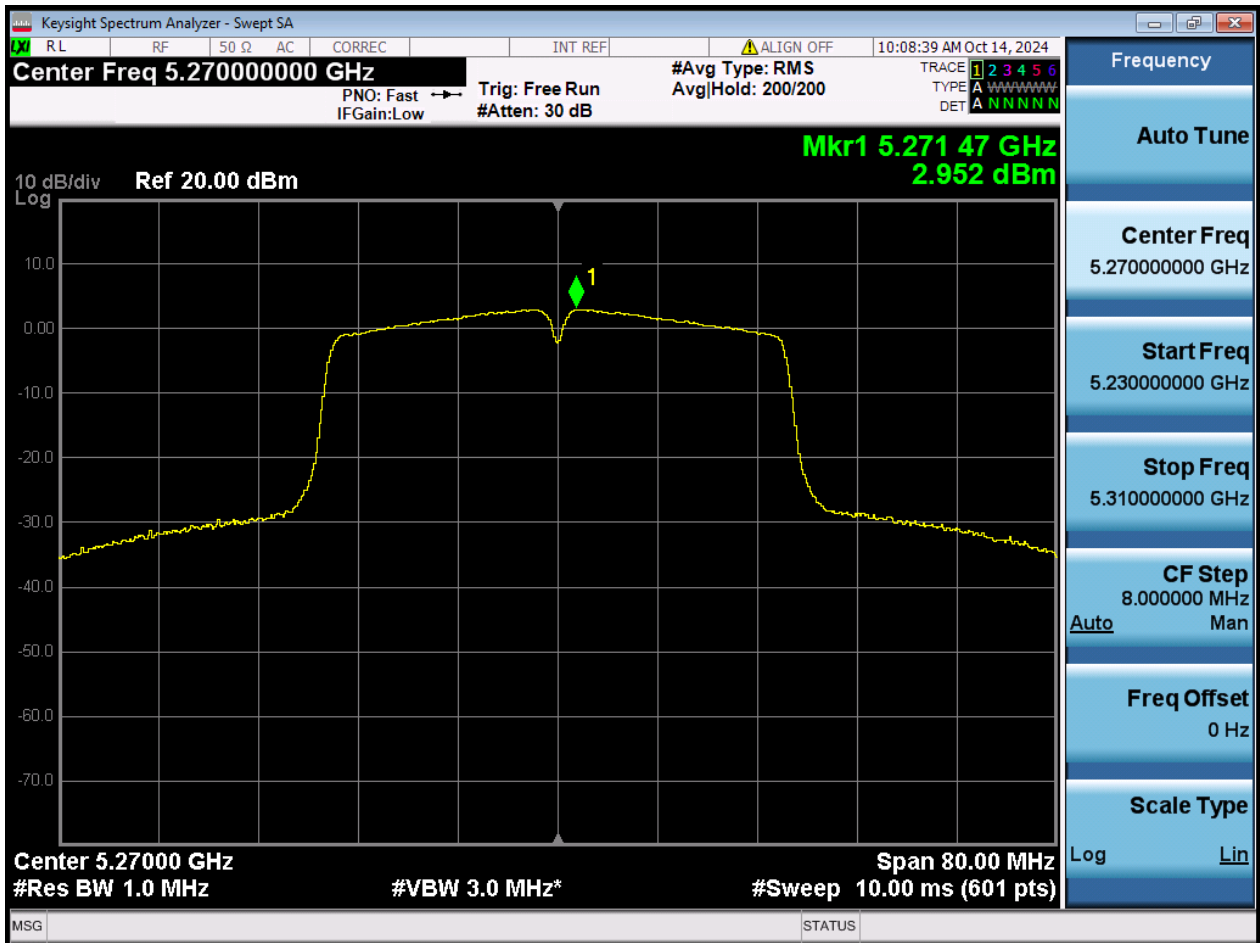 Keysight Spectrum Analyzer - Swept SA
LXI RL RF 50 Ω AC CORREC INT REF ALIGN OFF 10:08:39 AM Oct 14, 2024
Center Freq 5.270000000 GHz
PNO: Fast
IFGain:Low
Trig: Free Run
#Atten: 30 dB
#Avg Type: RMS
Avg|Hold: 200/200
TRACE 1 2 3 4 5 6
TYPE A WWWWW
DET A N N N N N
Mkr1 5.271 47 GHz
2.952 dBm
10 dB/div Ref 20.00 dBm
Log
1
10.0
0.00
-10.0
-20.0
-30.0
-40.0
-50.0
-60.0
-70.0
Center 5.27000 GHz Span 80.00 MHz
#Res BW 1.0 MHz #VBW 3.0 MHz* #Sweep 10.00 ms (601 pts)
MSG STATUS
Frequency
Auto Tune
Center Freq
5.270000000 GHz
Start Freq
5.230000000 GHz
Stop Freq
5.310000000 GHz
CF Step
8.000000 MHz
Auto Man
Freq Offset
0 Hz
Scale Type
Log Lin